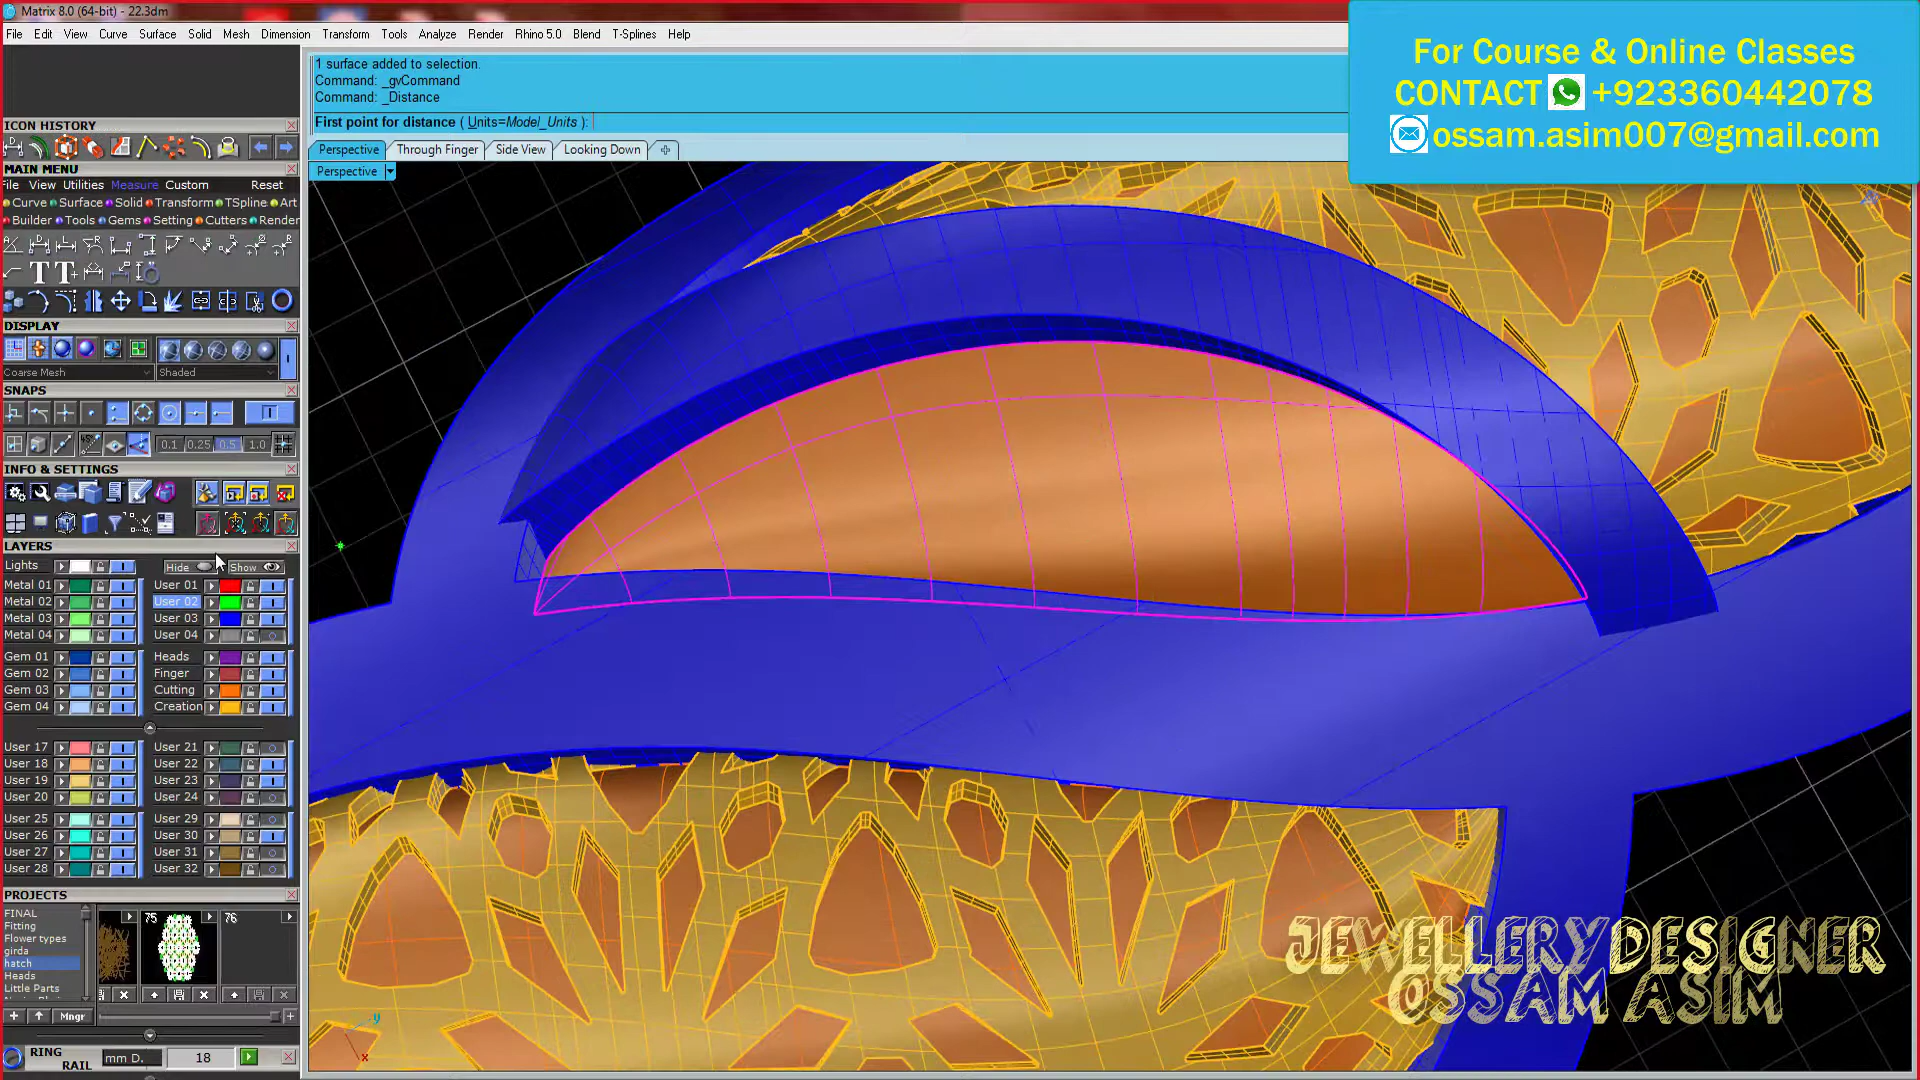 Matrix 8.0 (64-bit) - 22.3dm
File Edit View Curve Surface Solid Mesh Dimension Transform Tools Analyze Render Rhino 5.0 Blend T-Splines Help
1 surface added to selection.
Command: _gvCommand
Command: _Distance
First point for distance ( Units=Model_Units ):
For Course & Online Classes
CONTACT +923360442078
ossam.asim007@gmail.com
Perspective Through Finger Side View Looking Down
Perspective
ICON HISTORY
MAIN MENU
File View Utilities Measure Custom Reset
Curve Surface Solid Transform TSpline Art
Builder Tools Gems Setting Cutters Render
DISPLAY
Coarse Mesh Shaded
SNAPS
0.1 0.25 0.5 1.0
INFO & SETTINGS
LAYERS
Lights Hide Show
Metal 01 User 01
Metal 02 User 02
Metal 03 User 03
Metal 04 User 04
Gem 01 Heads
Gem 02 Finger
Gem 03 Cutting
Gem 04 Creation
User 17 User 21
User 18 User 22
User 19 User 23
User 20 User 24
User 25 User 29
User 26 User 30
User 27 User 31
User 28 User 32
PROJECTS
FINAL
Fitting
Flower types
girda
hatch
Heads
Little Parts
75 76
Mngr
RING RAIL mm D. 18
y
x
JEWELLERY DESIGNER
OSSAM ASIM